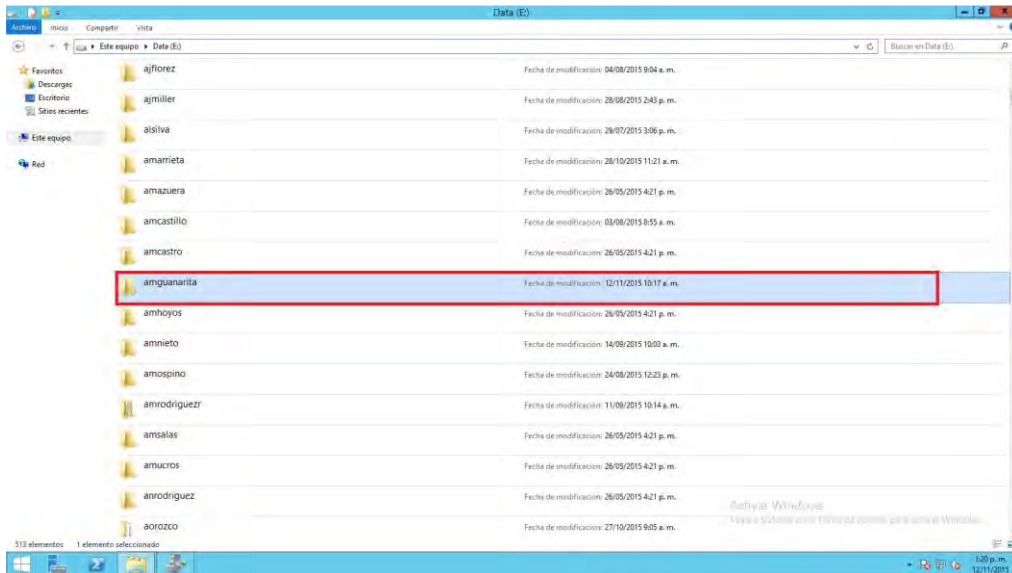 Data (E:)
Archivo Inicio Compartir Vista
Este equipo Data (E:)
Buscar en Data (E:)
Favoritos
Descargas
Escritorio
Sitios recientes
Este equipo
Red
ajflorez Fecha de modificación: 04/08/2015 9:04 a. m.
ajmiller Fecha de modificación: 28/08/2015 2:43 p. m.
alsilva Fecha de modificación: 29/07/2015 3:06 p. m.
amarrieta Fecha de modificación: 28/10/2015 11:21 a. m.
amazuera Fecha de modificación: 26/05/2015 4:21 p. m.
amcastillo Fecha de modificación: 03/08/2015 8:55 a. m.
amcastro Fecha de modificación: 26/05/2015 4:21 p. m.
amguanarita Fecha de modificación: 12/11/2015 10:17 a. m.
amhoyos Fecha de modificación: 26/05/2015 4:21 p. m.
amnieto Fecha de modificación: 14/09/2015 10:03 a. m.
amospino Fecha de modificación: 24/08/2015 12:23 p. m.
amrodriguezr Fecha de modificación: 11/09/2015 10:14 a. m.
amsalas Fecha de modificación: 26/05/2015 4:21 p. m.
amucros Fecha de modificación: 26/05/2015 4:21 p. m.
anrodriguez Fecha de modificación: 26/05/2015 4:21 p. m.
aorozco Fecha de modificación: 27/10/2015 9:05 a. m.
Activar Windows
513 elementos 1 elemento seleccionado
1:20 p. m.
12/11/2015